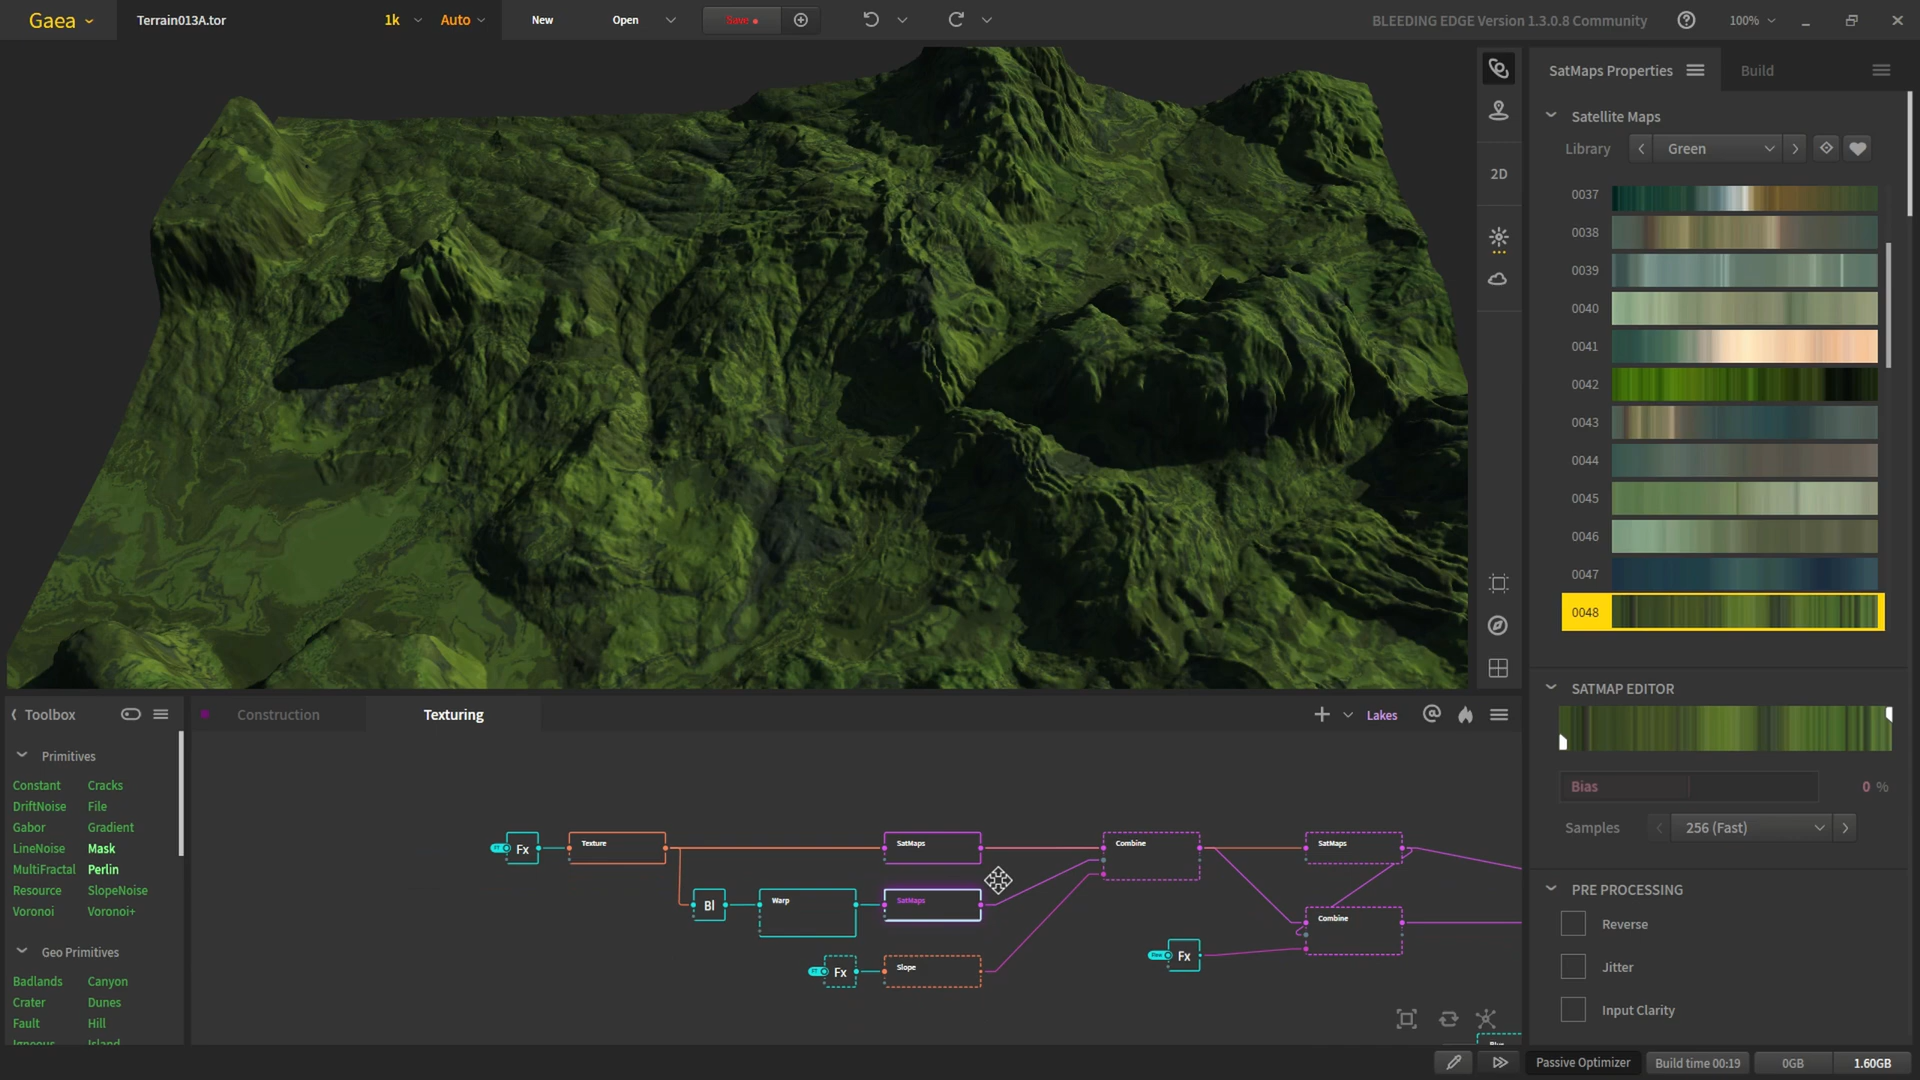 Gaea
Terrain013A.tor
1k
Auto
New
Open
Save
BLEEDING EDGE Version 1.3.0.8 Community
100%
SatMaps Properties
Build
Satellite Maps
Library
Green
0037
0038
0039
0040
0041
0042
0043
0044
0045
0046
0047
0048
2D
SATMAP EDITOR
Bias
0 %
Samples
256 (Fast)
PRE PROCESSING
Reverse
Jitter
Input Clarity
Toolbox
Construction
Texturing
Lakes
Primitives
Constant Cracks
DriftNoise File
Gabor Gradient
LineNoise Mask
MultiFractal Perlin
Resource SlopeNoise
Voronoi Voronoi+
Geo Primitives
Badlands Canyon
Crater Dunes
Fault Hill
Igneous Island
Fx
Texture
SatMaps
Combine
SatMaps
Bl
Warp
SatMaps
Combine
Fx
Slope
Fx
Passive Optimizer
Build time 00:19
0GB
1.60GB